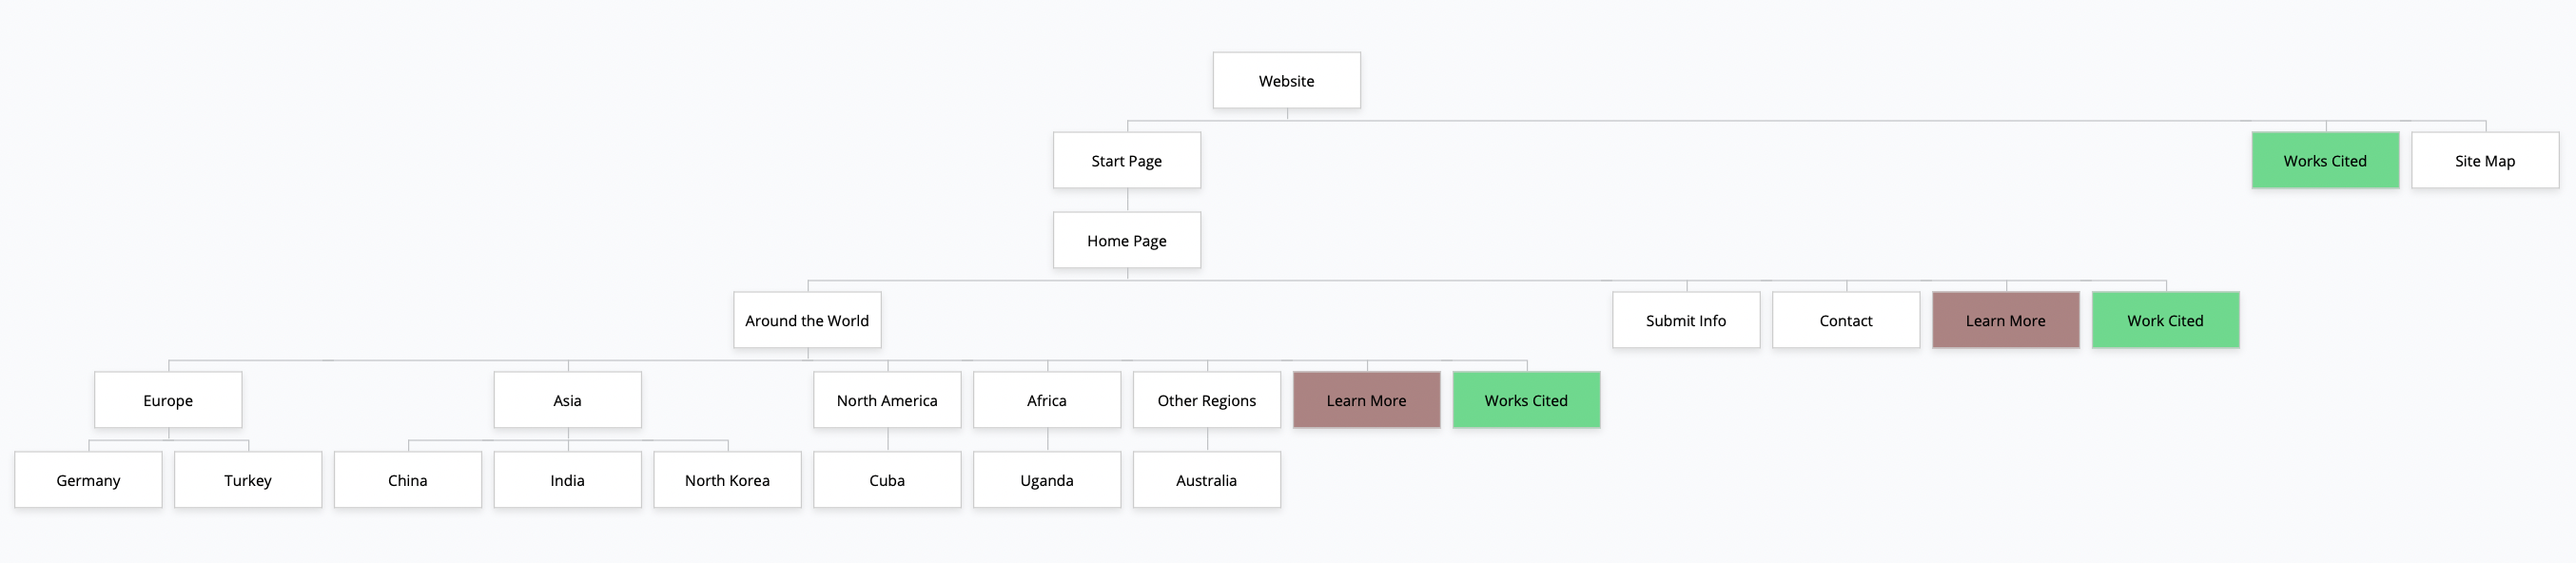 Website
Start Page
Works Cited
Site Map
Home Page
Around the World
Submit Info
Contact
Learn More
Work Cited
Europe
Asia
North America
Africa
Other Regions
Learn More
Works Cited
Germany
Turkey
China
India
North Korea
Cuba
Uganda
Australia